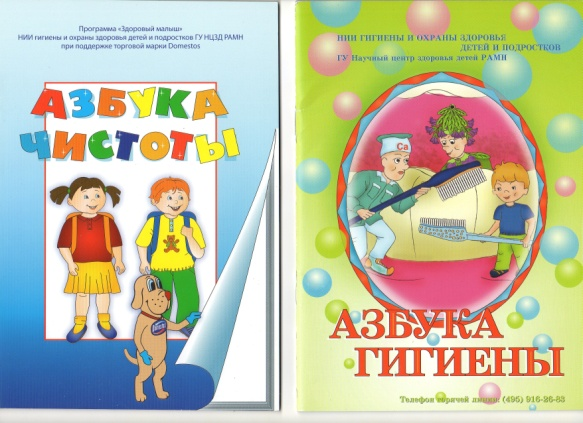 Программа «Здоровый малыш»
НИИ гигиены и охраны здоровья детей и подростков ГУ НЦЗД РАМН
при поддержке торговой марки Domestos
АЗБУКА
ЧИСТОТЫ
НИИ ГИГИЕНЫ И ОХРАНЫ ЗДОРОВЬЯ
ДЕТЕЙ И ПОДРОСТКОВ
ГУ Научный центр здоровья детей РАМН
Ca
АЗБУКА
ГИГИЕНЫ
Телефон горячей линии: (495) 916-26-83